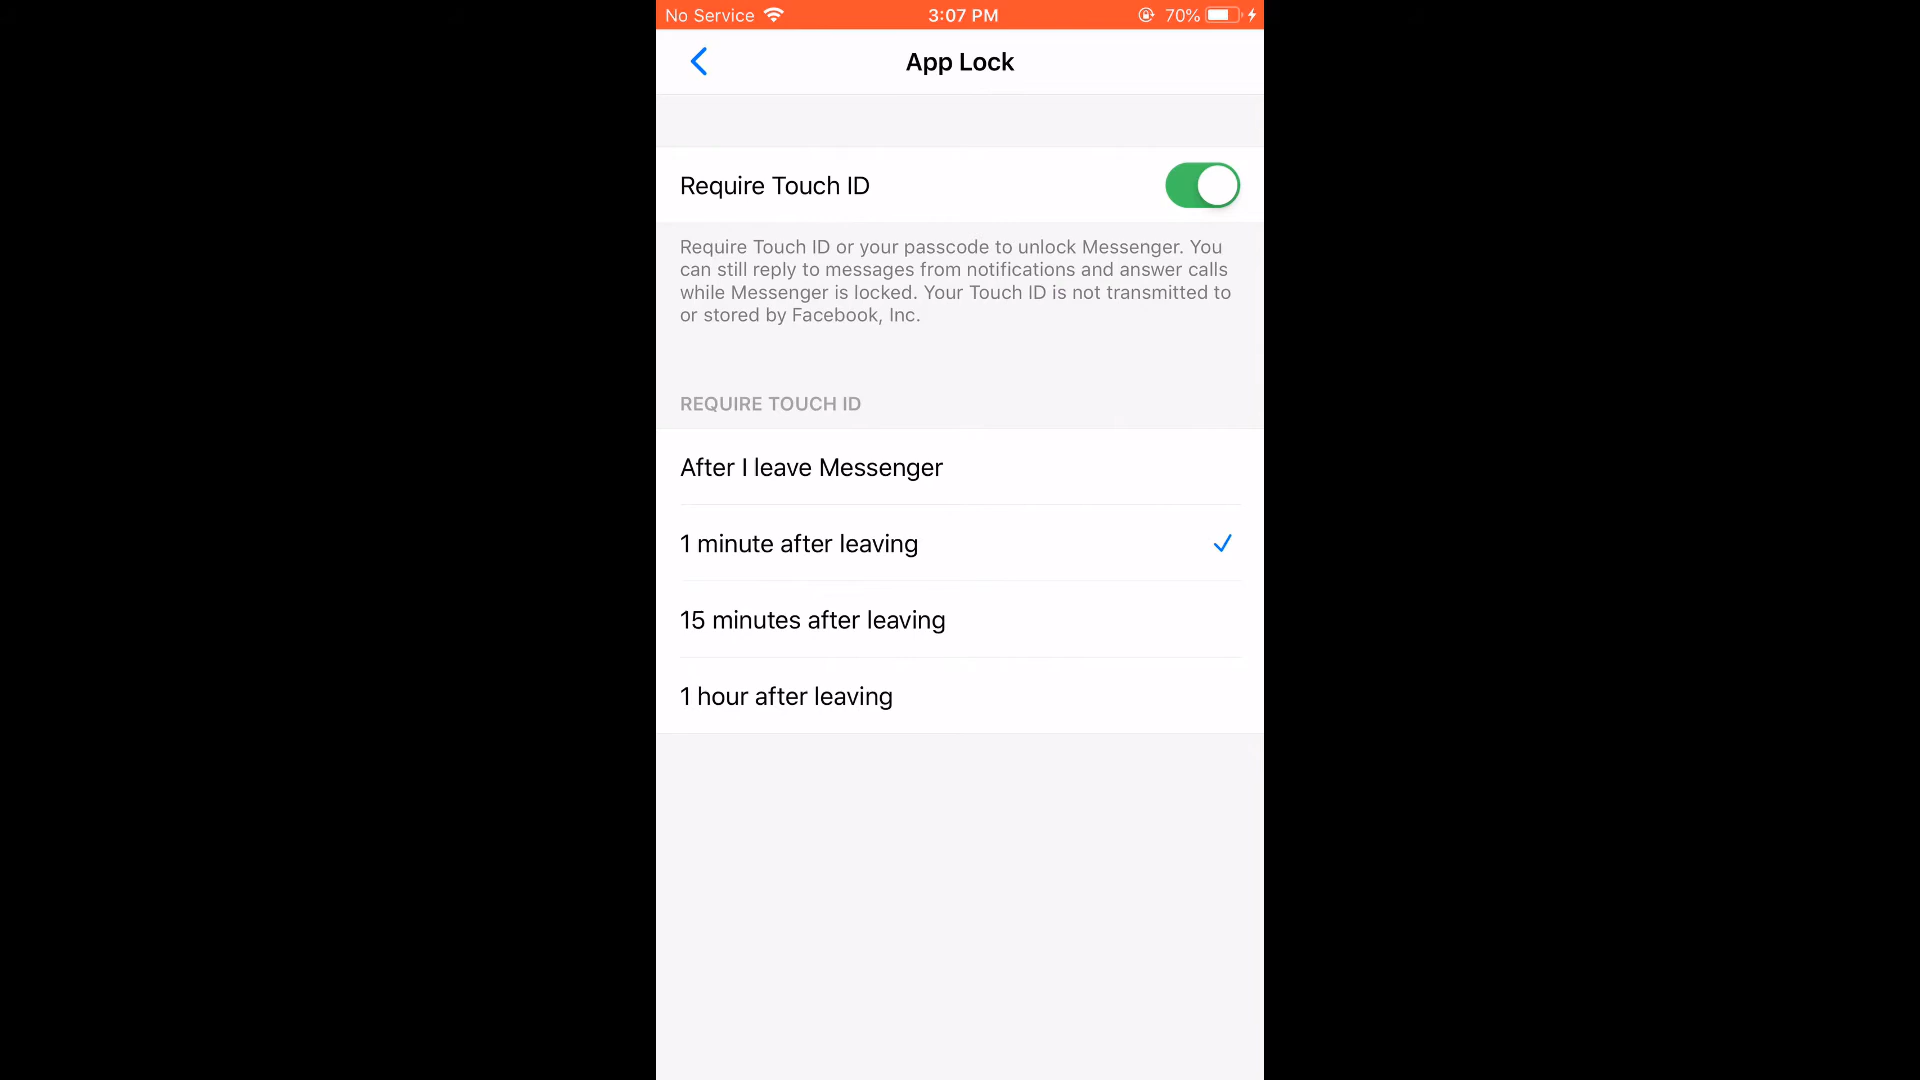 No Service 3:07 PM 70%
App Lock
Require Touch ID
Require Touch ID or your passcode to unlock Messenger. You
can still reply to messages from notifications and answer calls
while Messenger is locked. Your Touch ID is not transmitted to
or stored by Facebook, Inc.
REQUIRE TOUCH ID
After I leave Messenger
1 minute after leaving
15 minutes after leaving
1 hour after leaving